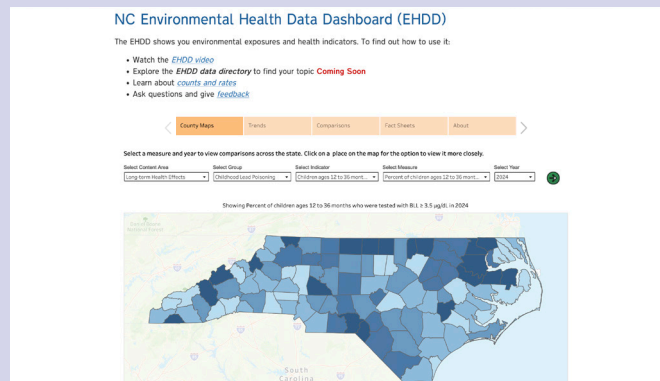 NC Environmental Health Data Dashboard (EHDD)
The EHDD shows you environmental exposures and health indicators. To find out how to use it:
• Watch the EHDD video
• Explore the EHDD data directory to find your topic Coming Soon
• Learn about counts and rates
• Ask questions and give feedback
County Maps Trends Comparisons Fact Sheets About
Select a measure and year to view comparisons across the state. Click on a place on the map for the option to view it more closely.
Select Content Area Select Group Select Indicator Select Measure Select Year
Long-term Health Effects Childhood Lead Poisoning Children ages 12 to 36 mont... Percent of children ages 12 to 36 mont... 2024
Showing Percent of children ages 12 to 36 months who were tested with BLL ≥ 3.5 µg/dL in 2024
South
Carolina